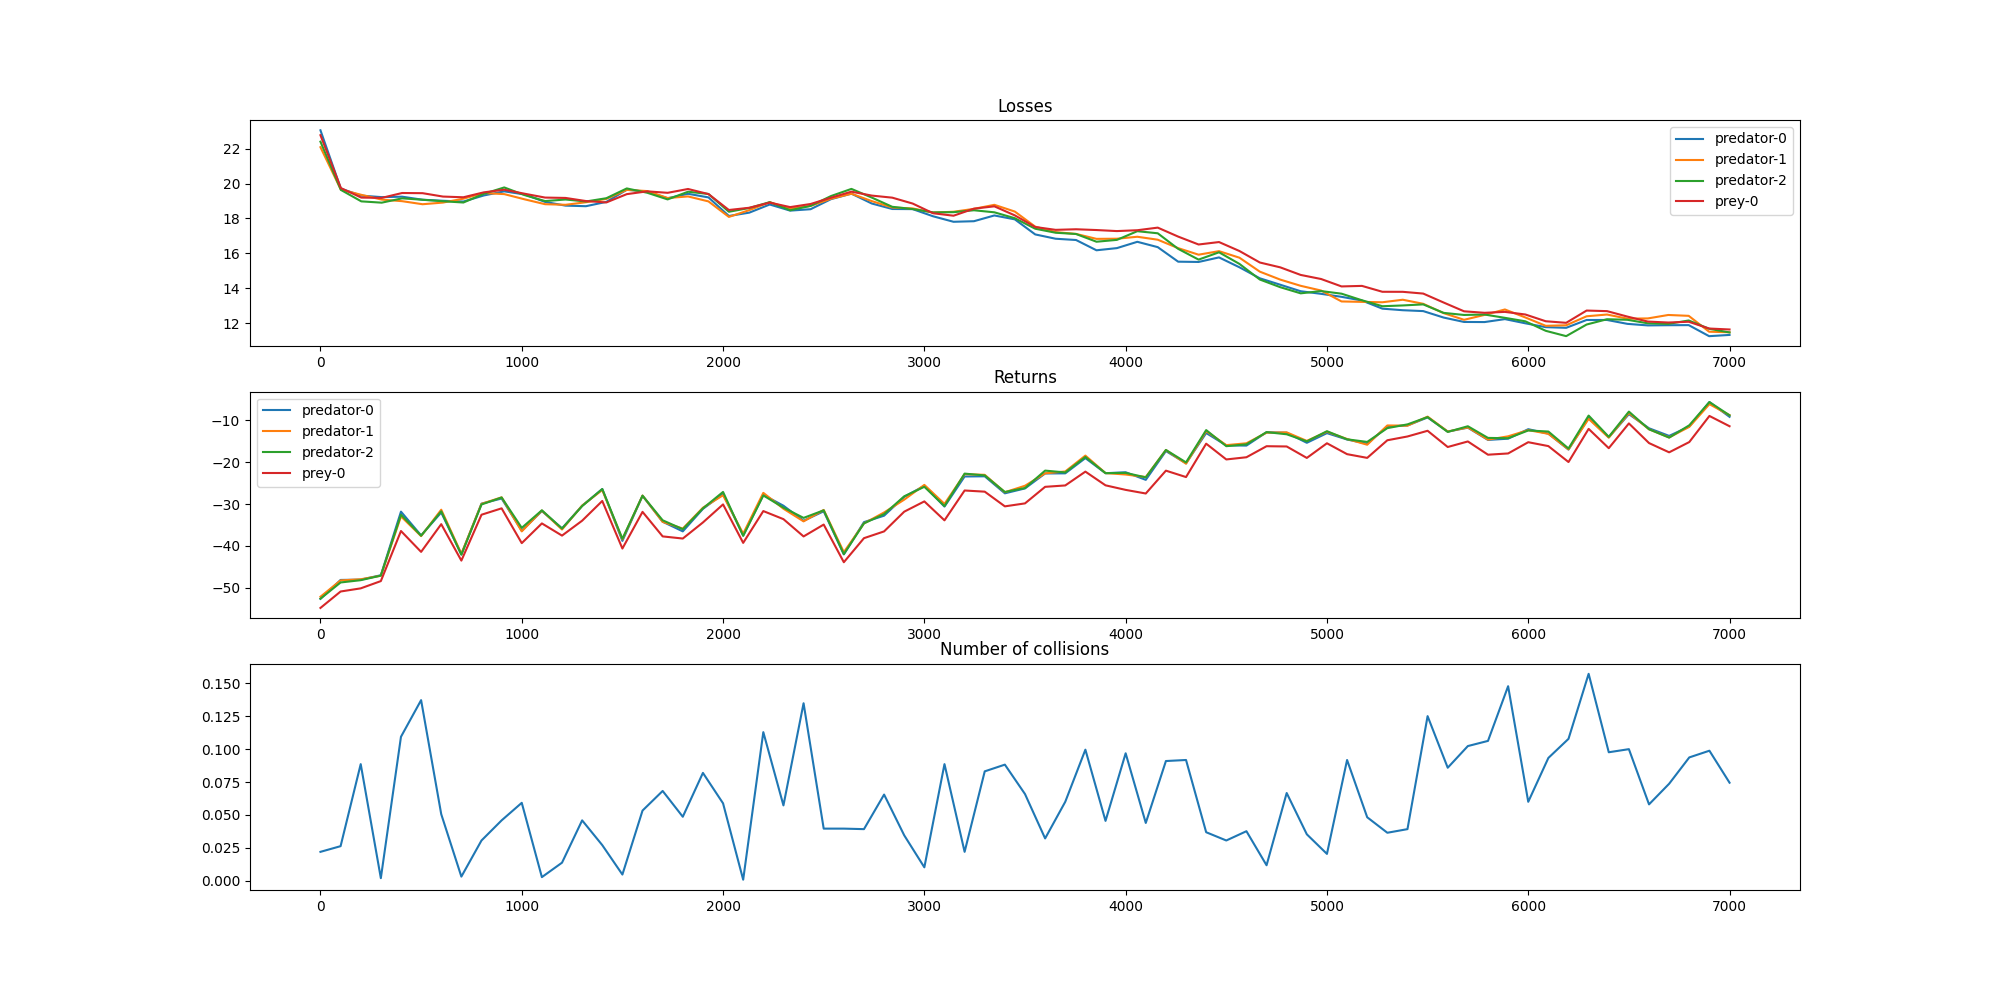 Losses
22
20
18
16
14
12
predator-0
predator-1
predator-2
prey-0
0 1000 2000 3000 4000 5000 6000 7000
Returns
−10
−20
−30
−40
−50
predator-0
predator-1
predator-2
prey-0
0 1000 2000 3000 4000 5000 6000 7000
Number of collisions
0.150
0.125
0.100
0.075
0.050
0.025
0.000
0 1000 2000 3000 4000 5000 6000 7000